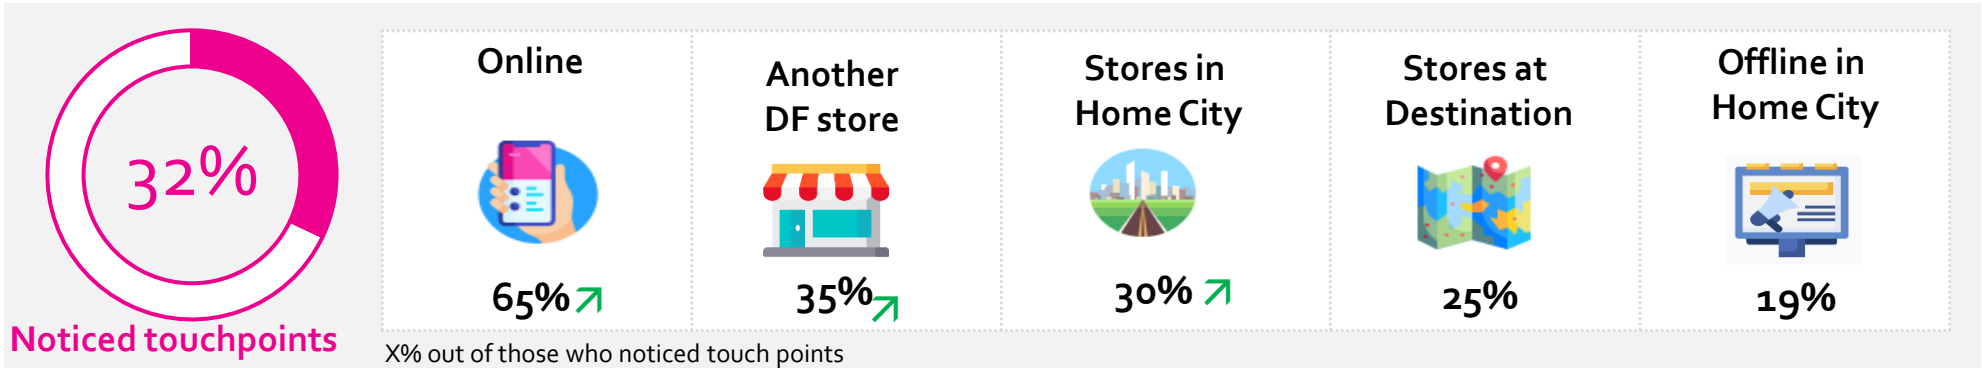 32%
Noticed touchpoints
Online
65%
Another
DF store
35%
Stores in
Home City
30%
Stores at
Destination
25%
Offline in
Home City
19%
X% out of those who noticed touch points